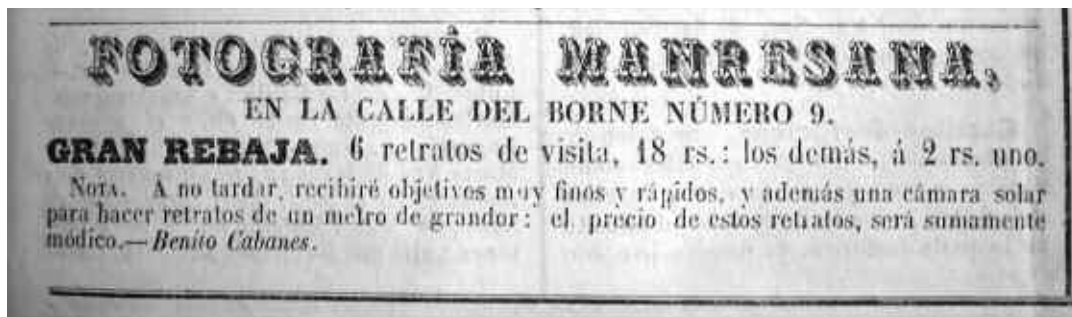 FOTOGRAFÍA MANRESANA,
EN LA CALLE DEL BORNE NÚMERO 9.
GRAN REBAJA. 6 retratos de visita, 18 rs.: los demás, á 2 rs. uno.
NOTA. Á no tardar, recibiré objetivos muy finos y rápidos, y además una cámara solar
para hacer retratos de un metro de grandor: el precio de estos retratos, será sumamente
módico.—Benito Cabanes.